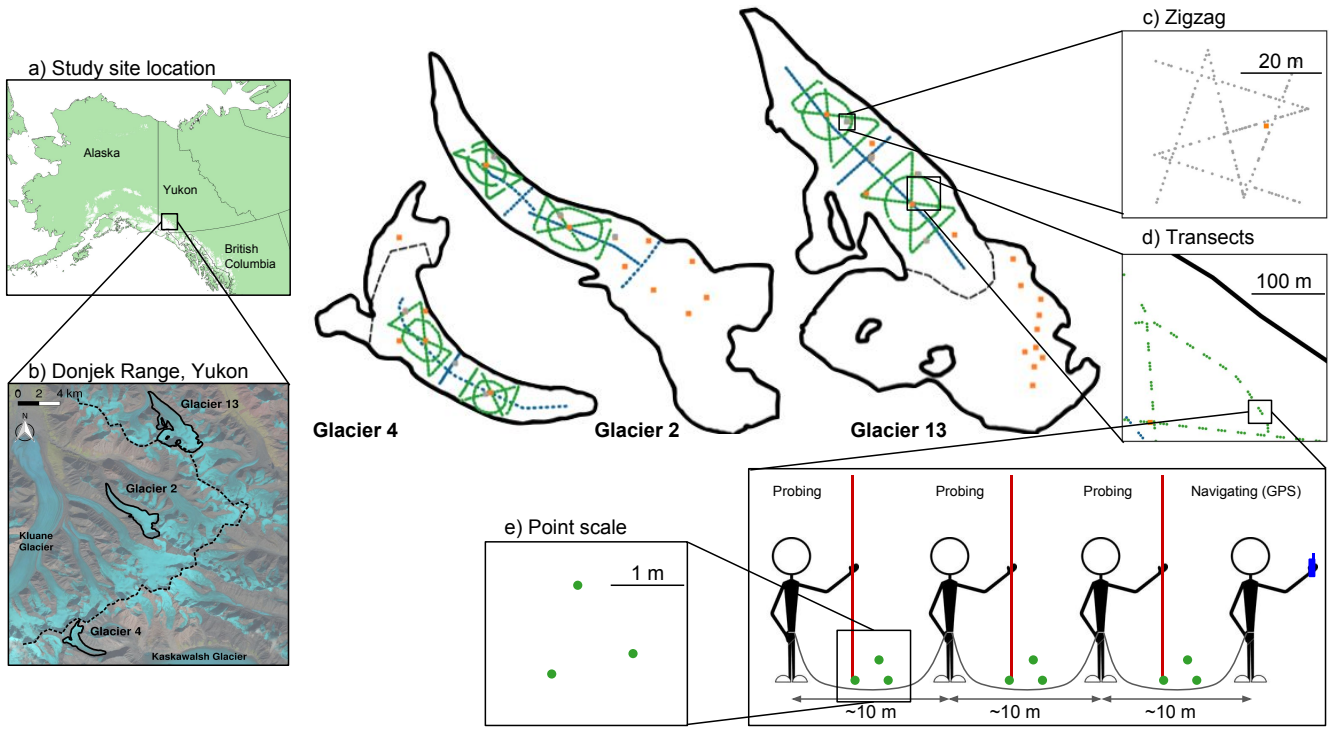 a) Study site location
Alaska
Yukon
British
Columbia
b) Donjek Range, Yukon
0 2 4 km
N
Glacier 13
Glacier 2
Kluane
Glacier
Glacier 4
Kaskawalsh Glacier
Glacier 4
Glacier 2
Glacier 13
c) Zigzag
20 m
d) Transects
100 m
e) Point scale
1 m
Probing
Probing
Probing
Navigating (GPS)
~10 m
~10 m
~10 m